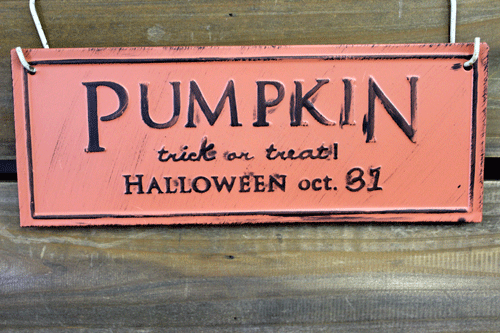 PUMPKIN
trick or treat!
HALLOWEEN oct. 31